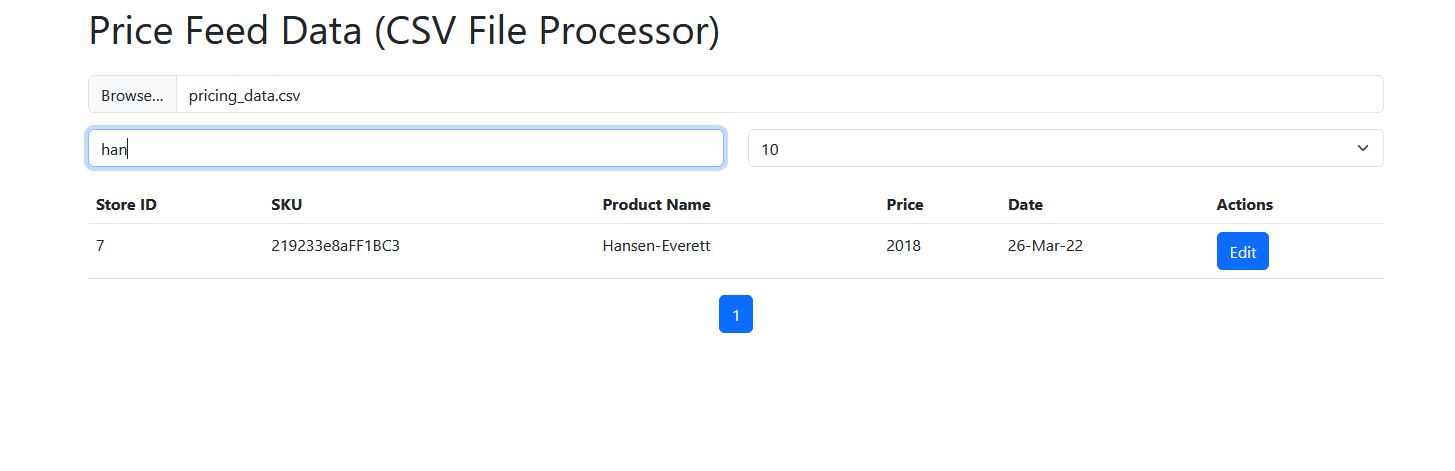 Price Feed Data (CSV File Processor)
Browse... pricing_data.csv
han 10
Store ID SKU Product Name Price Date Actions
7 219233e8aFF1BC3 Hansen-Everett 2018 26-Mar-22 Edit
1